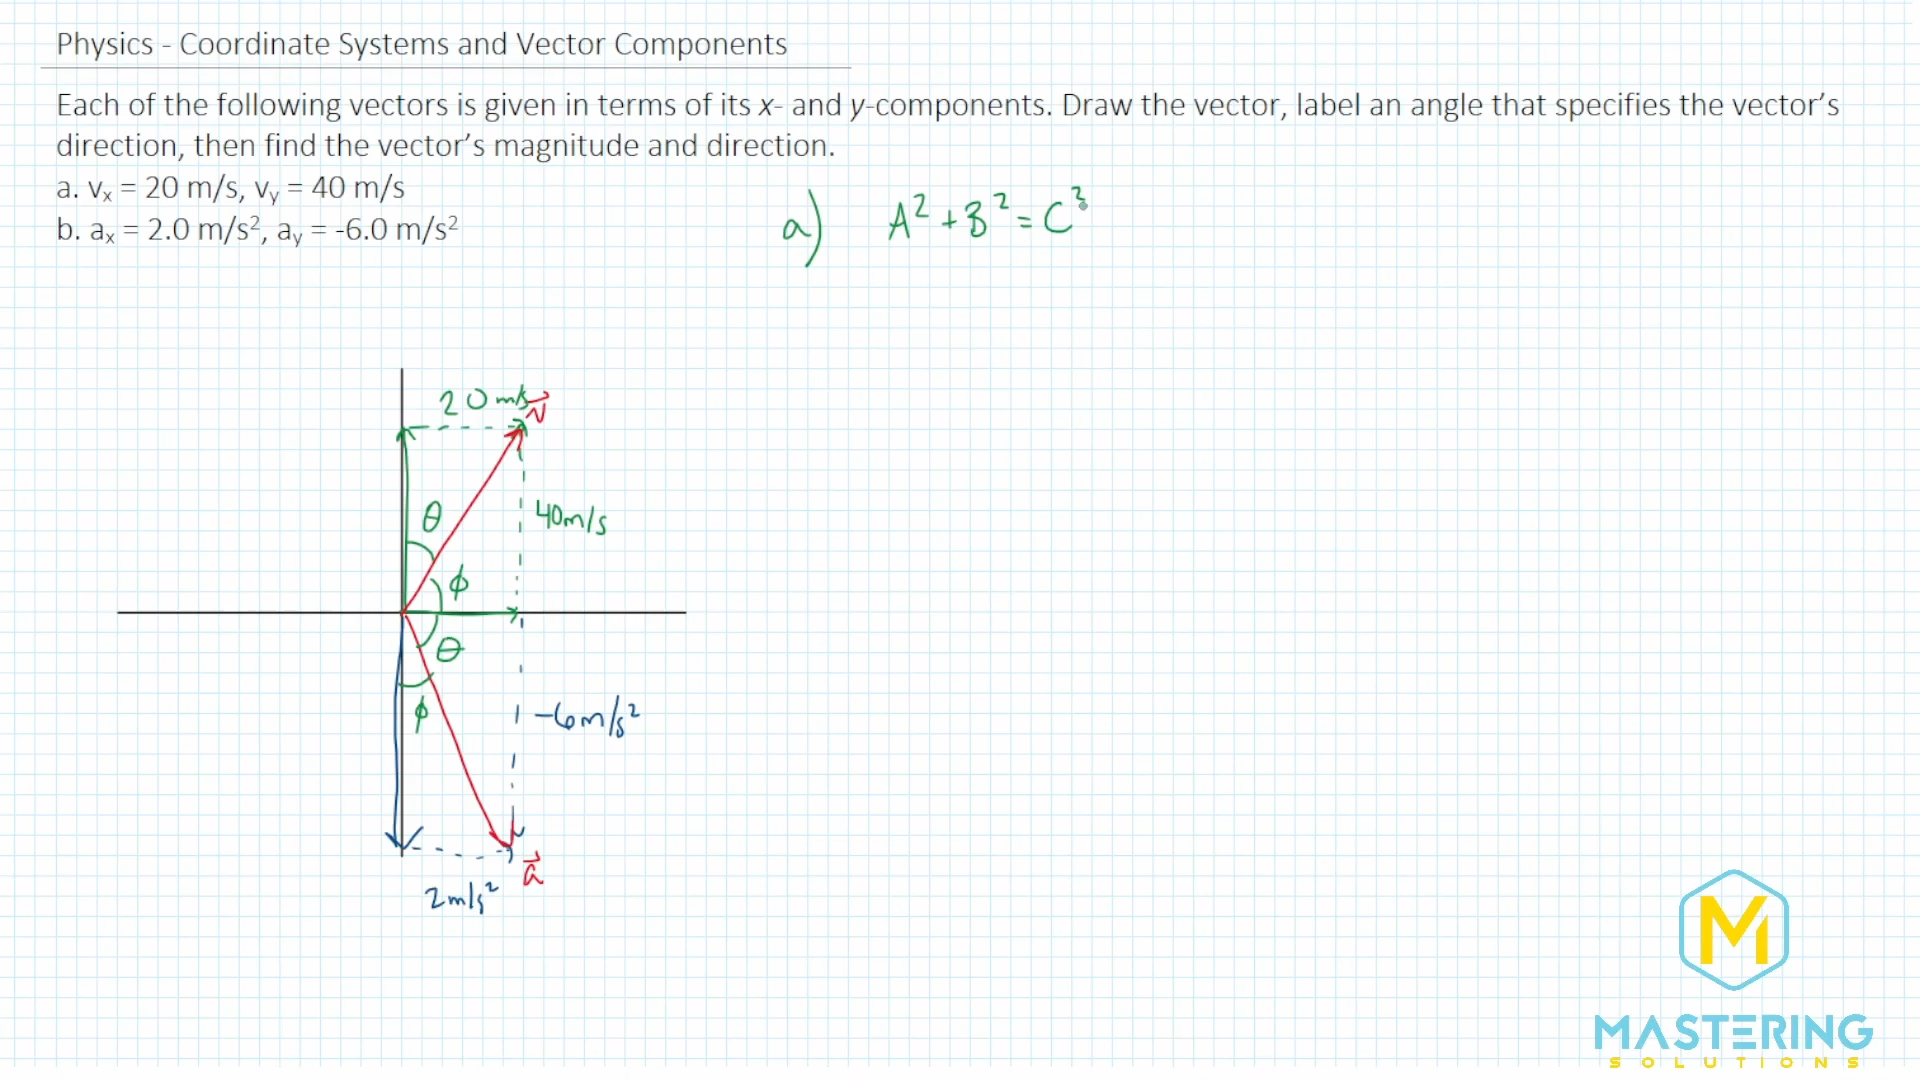 Physics - Coordinate Systems and Vector Components
Each of the following vectors is given in terms of its x- and y-components. Draw the vector, label an angle that specifies the vector's
direction, then find the vector's magnitude and direction.
a. vₓ = 20 m/s, vᵧ = 40 m/s
b. aₓ = 2.0 m/s², aᵧ = -6.0 m/s²
a) A² + B² = C²
20 m/s v⃗
θ
40m/s
ϕ
θ
ϕ
-6m/s²
a⃗
2m/s²
M
MASTERING
SOLUTIONS